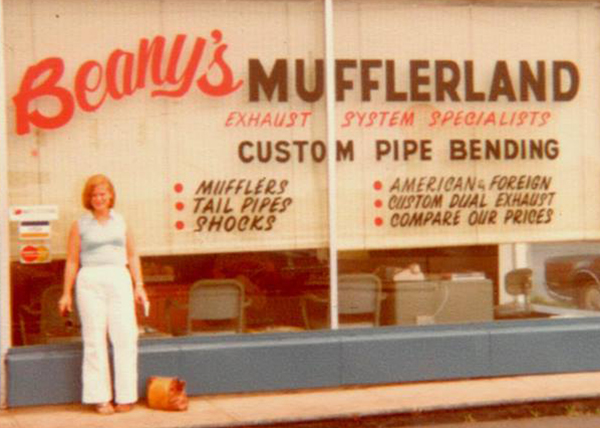 Beany's MUFFLERLAND
EXHAUST SYSTEM SPECIALISTS
CUSTOM PIPE BENDING
• MUFFLERS
• TAIL PIPES
• SHOCKS
• AMERICAN & FOREIGN
• CUSTOM DUAL EXHAUST
• COMPARE OUR PRICES